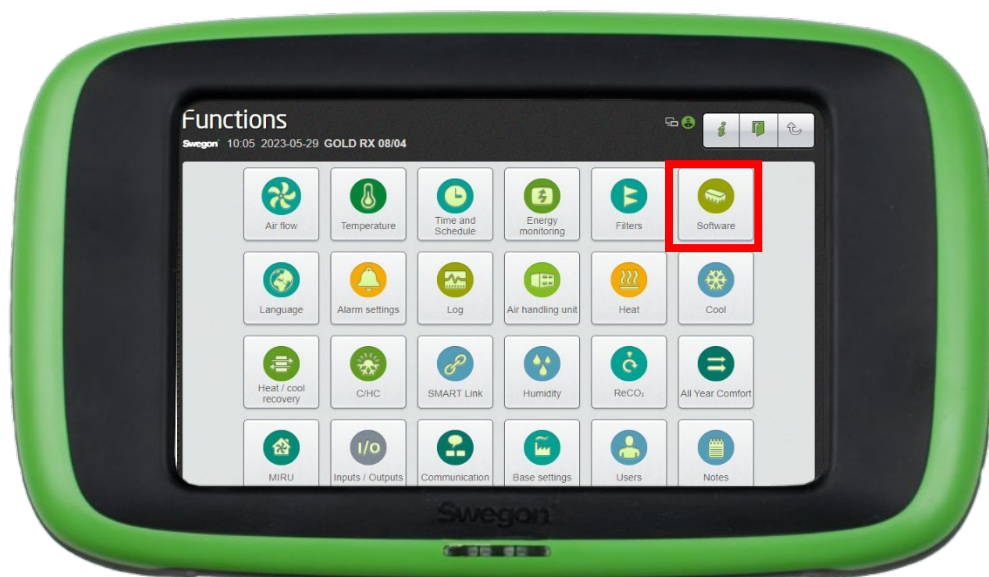 Functions
Swegon 10:05 2023-05-29 GOLD RX 08/04
Air flow
Temperature
Time and
Schedule
Energy
monitoring
Filters
Software
Language
Alarm settings
Log
Air handling unit
Heat
Cool
Heat / cool
recovery
C/HC
SMART Link
Humidity
ReCO₂
All Year Comfort
MIRU
I/O
Inputs / Outputs
Communication
Base settings
Users
Notes
Swegon